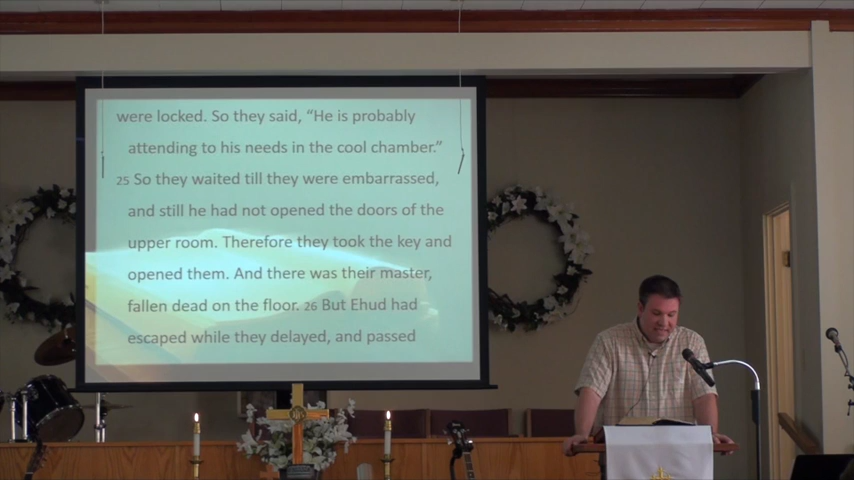 were locked. So they said, “He is probably
attending to his needs in the cool chamber.”
25 So they waited till they were embarrassed,
and still he had not opened the doors of the
upper room. Therefore they took the key and
opened them. And there was their master,
fallen dead on the floor. 26 But Ehud had
escaped while they delayed, and passed